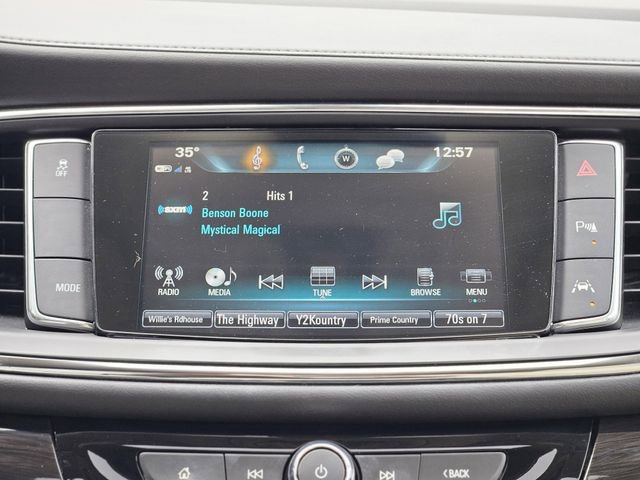 OFF
MODE
35°
W
12:57
2 Hits 1
SXM
Benson Boone
Mystical Magical
RADIO
MEDIA
TUNE
BROWSE
MENU
Willie's Rdhouse
The Highway
Y2Kountry
Prime Country
70s on 7
P
BACK